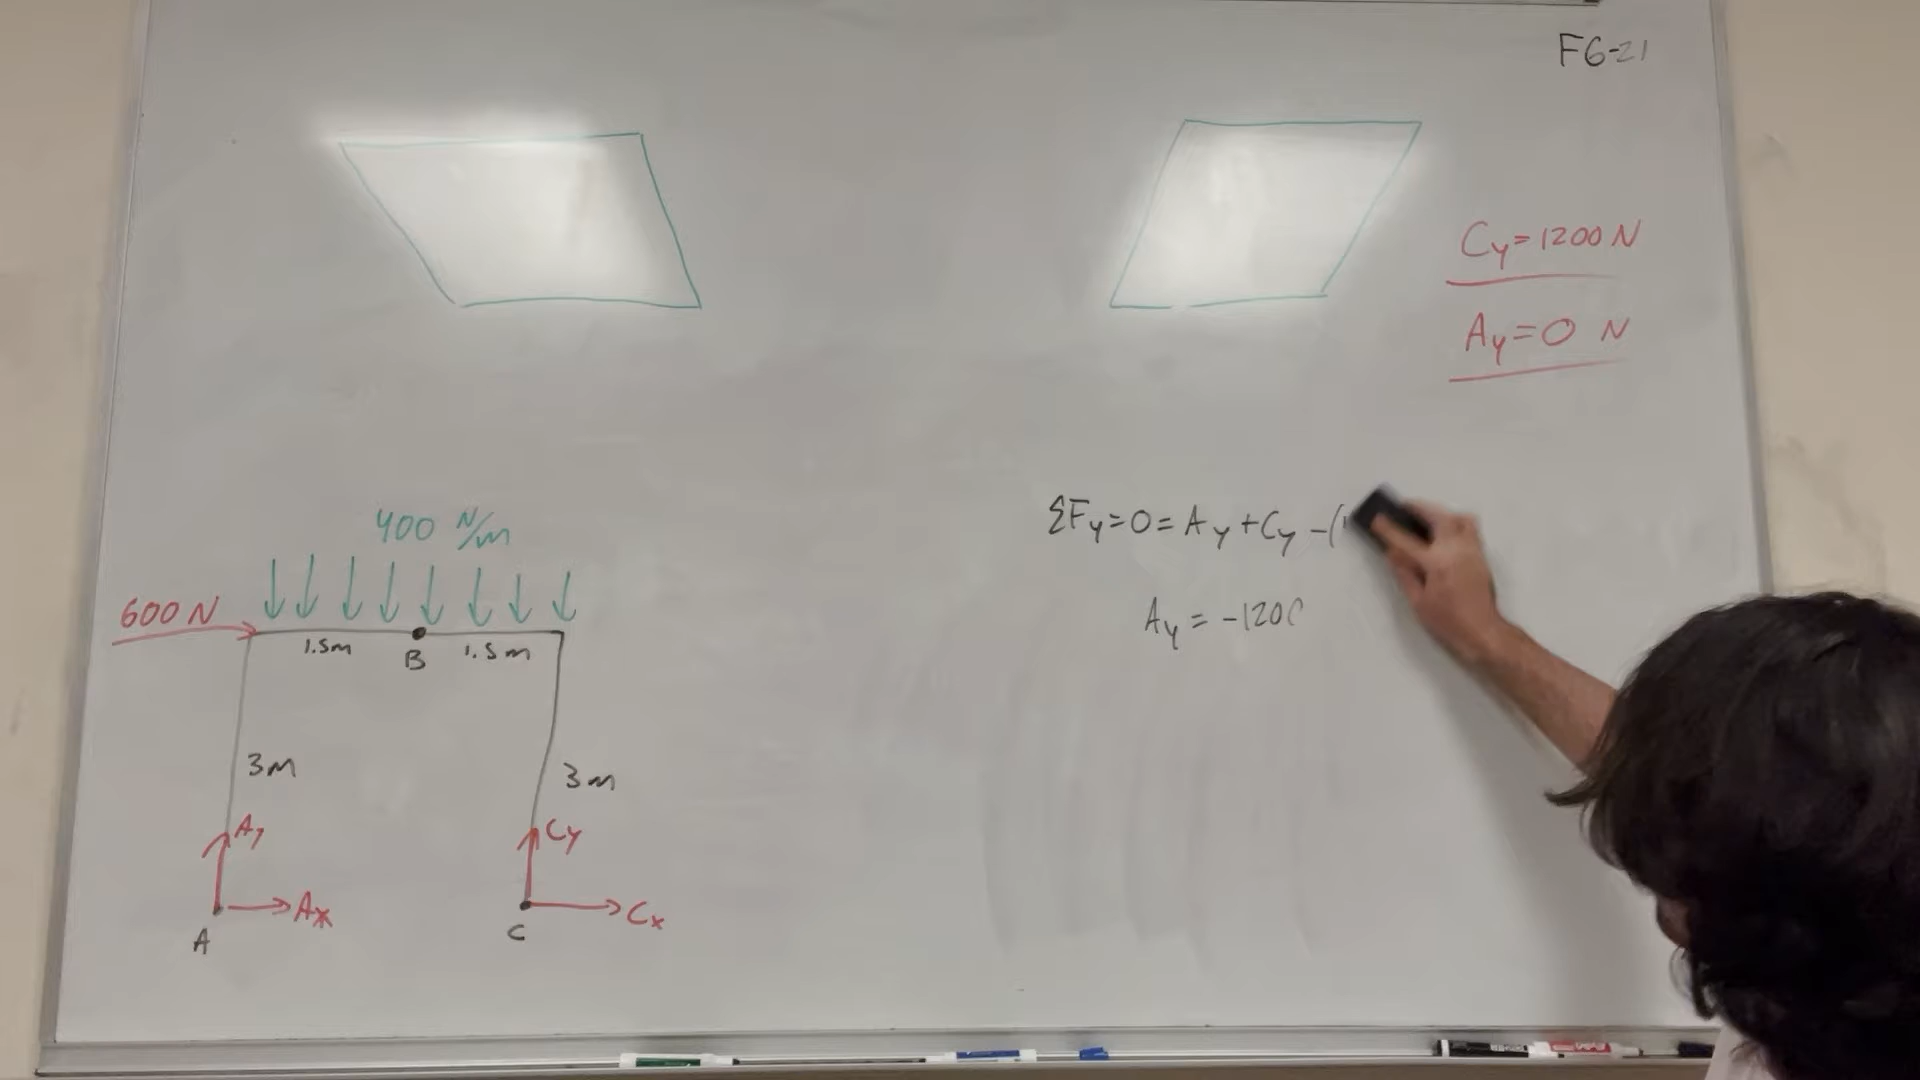 F6-21
Cy=1200 N
Ay=0 N
ΣFy=0=Ay+Cy-(
Ay=-120
400 N/m
600 N
1.5m B 1.5m
3m
3m
Ay
Cy
Ax
Cx
A
C